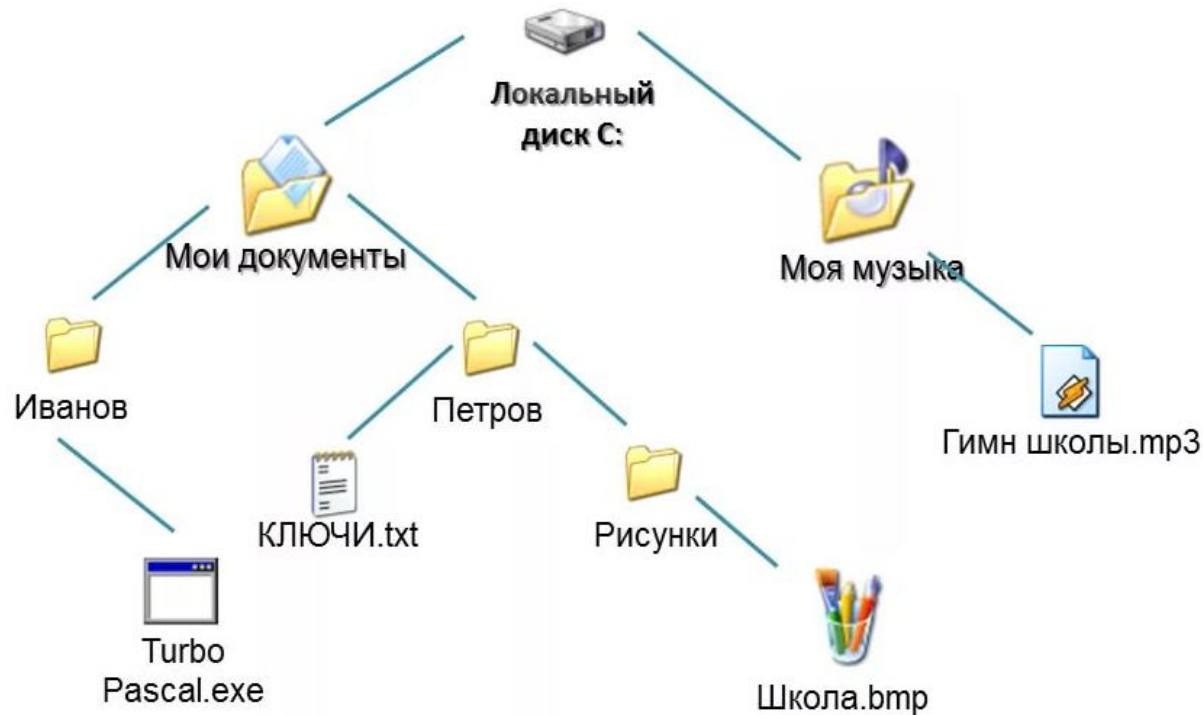 Локальный
диск C:
Мои документы
Моя музыка
Иванов
Петров
Гимн школы.mp3
КЛЮЧИ.txt
Рисунки
Turbo
Pascal.exe
Школа.bmp